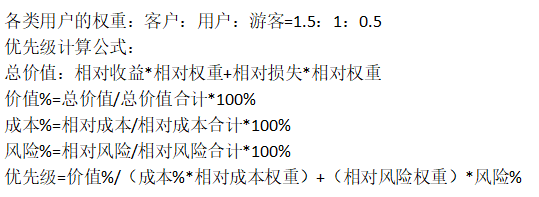 各类用户的权重：客户：用户：游客=1.5：1：0.5
优先级计算公式：
总价值：相对收益*相对权重+相对损失*相对权重
价值%=总价值/总价值合计*100%
成本%=相对成本/相对成本合计*100%
风险%=相对风险/相对风险合计*100%
优先级=价值%/（成本%*相对成本权重）+（相对风险权重）*风险%